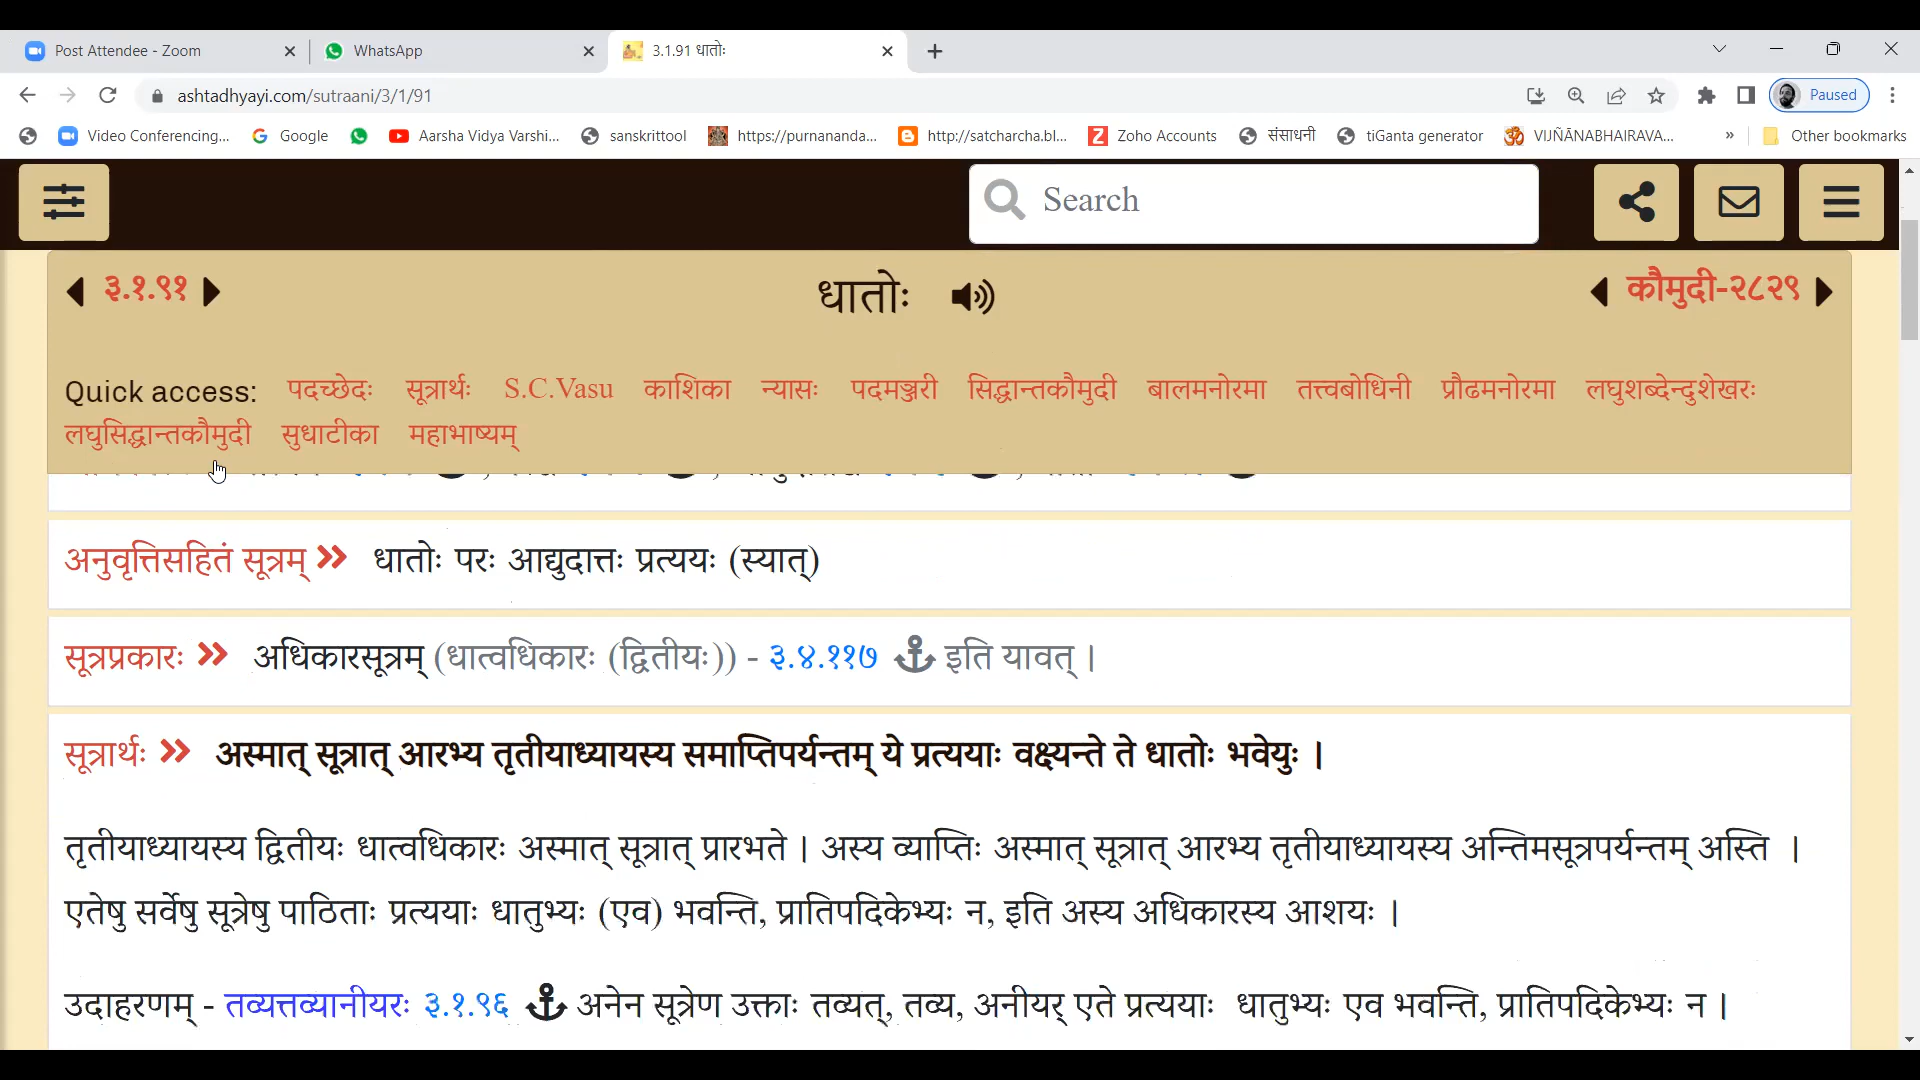 Post Attendee - Zoom
WhatsApp
3.1.91 धातोः
ashtadhyayi.com/sutraani/3/1/91
Paused
Video Conferencing...
Google
Aarsha Vidya Varshi...
sanskrittool
https://purnananda...
http://satcharcha.bl...
Zoho Accounts
संसाधनी
tiGanta generator
VIJÑĀNABHAIRAVA...
»
Other bookmarks
Search
३.१.९१
धातोः
कौमुदी-२८२९
Quick access: पदच्छेदः सूत्रार्थः S.C.Vasu काशिका न्यासः पदमञ्जरी सिद्धान्तकौमुदी बालमनोरमा तत्त्वबोधिनी प्रौढमनोरमा लघुशब्देन्दुशेखरः
लघुसिद्धान्तकौमुदी सुधाटीका महाभाष्यम्
अनुवृत्तिसहितं सूत्रम् » धातोः परः आद्युदात्तः प्रत्ययः (स्यात्)
सूत्रप्रकारः » अधिकारसूत्रम् (धात्वधिकारः (द्वितीयः)) - ३.४.११७ इति यावत् ।
सूत्रार्थः » अस्मात् सूत्रात् आरभ्य तृतीयाध्यायस्य समाप्तिपर्यन्तम् ये प्रत्ययाः वक्ष्यन्ते ते धातोः भवेयुः ।
तृतीयाध्यायस्य द्वितीयः धात्वधिकारः अस्मात् सूत्रात् प्रारभते । अस्य व्याप्तिः अस्मात् सूत्रात् आरभ्य तृतीयाध्यायस्य अन्तिमसूत्रपर्यन्तम् अस्ति ।
एतेषु सर्वेषु सूत्रेषु पाठिताः प्रत्ययाः धातुभ्यः (एव) भवन्ति, प्रातिपदिकेभ्यः न, इति अस्य अधिकारस्य आशयः ।
उदाहरणम् - तव्यत्तव्यानीयरः ३.१.९६ अनेन सूत्रेण उक्ताः तव्यत्, तव्य, अनीयर् एते प्रत्ययाः धातुभ्यः एव भवन्ति, प्रातिपदिकेभ्यः न ।